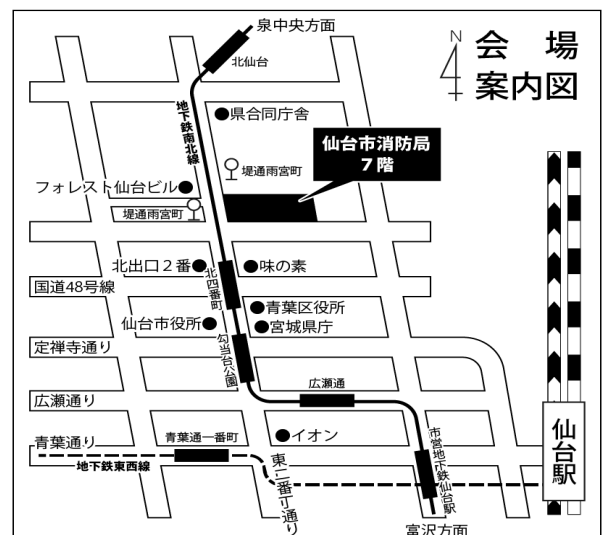 泉中央方面
N
会場
案内図
北仙台
地下鉄南北線
県合同庁舎
仙台市消防局
7階
堤通雨宮町
フォレスト仙台ビル
堤通雨宮町
北出口2番
味の素
国道48号線
北四番町
青葉区役所
仙台市役所
宮城県庁
定禅寺通り
勾当台公園
広瀬通り
広瀬通
青葉通り
青葉通一番町
イオン
地下鉄東西線
東二番丁通り
市営地下鉄仙台駅
仙台駅
富沢方面